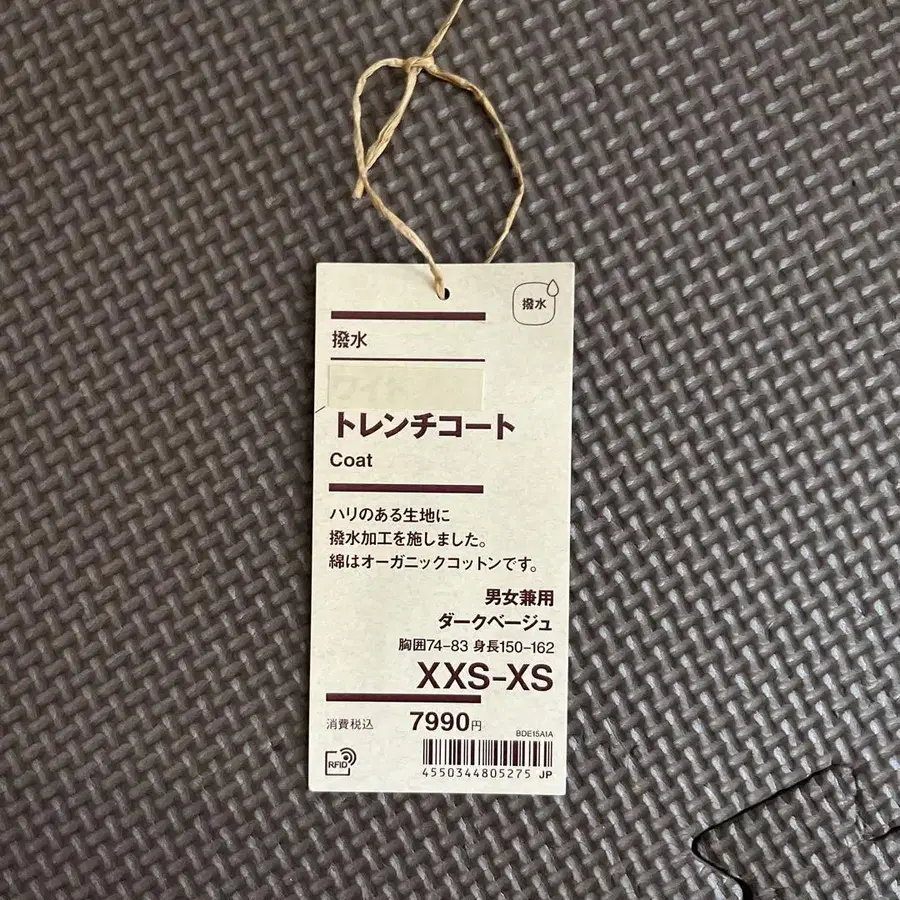 撥水
撥水
トレンチコート
Coat
ハリのある生地に
撥水加工を施しました。
綿はオーガニックコットンです。
男女兼用
ダークベージュ
胸囲74-83 身長150-162
XXS-XS
消費税込 7990円
BDE15A1A
4550344805275 JP
RFID